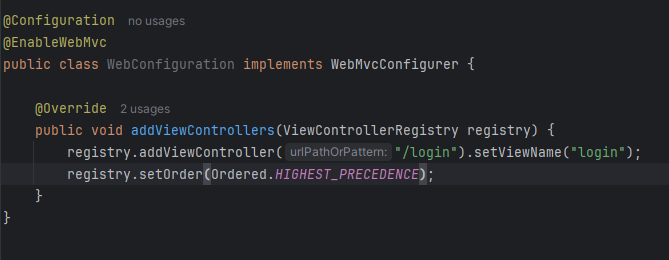 @Configuration no usages
@EnableWebMvc
public class WebConfiguration implements WebMvcConfigurer {
@Override 2 usages
public void addViewControllers(ViewControllerRegistry registry) {
registry.addViewController( urlPathOrPattern: "/login").setViewName("login");
registry.setOrder(Ordered.HIGHEST_PRECEDENCE);
}
}